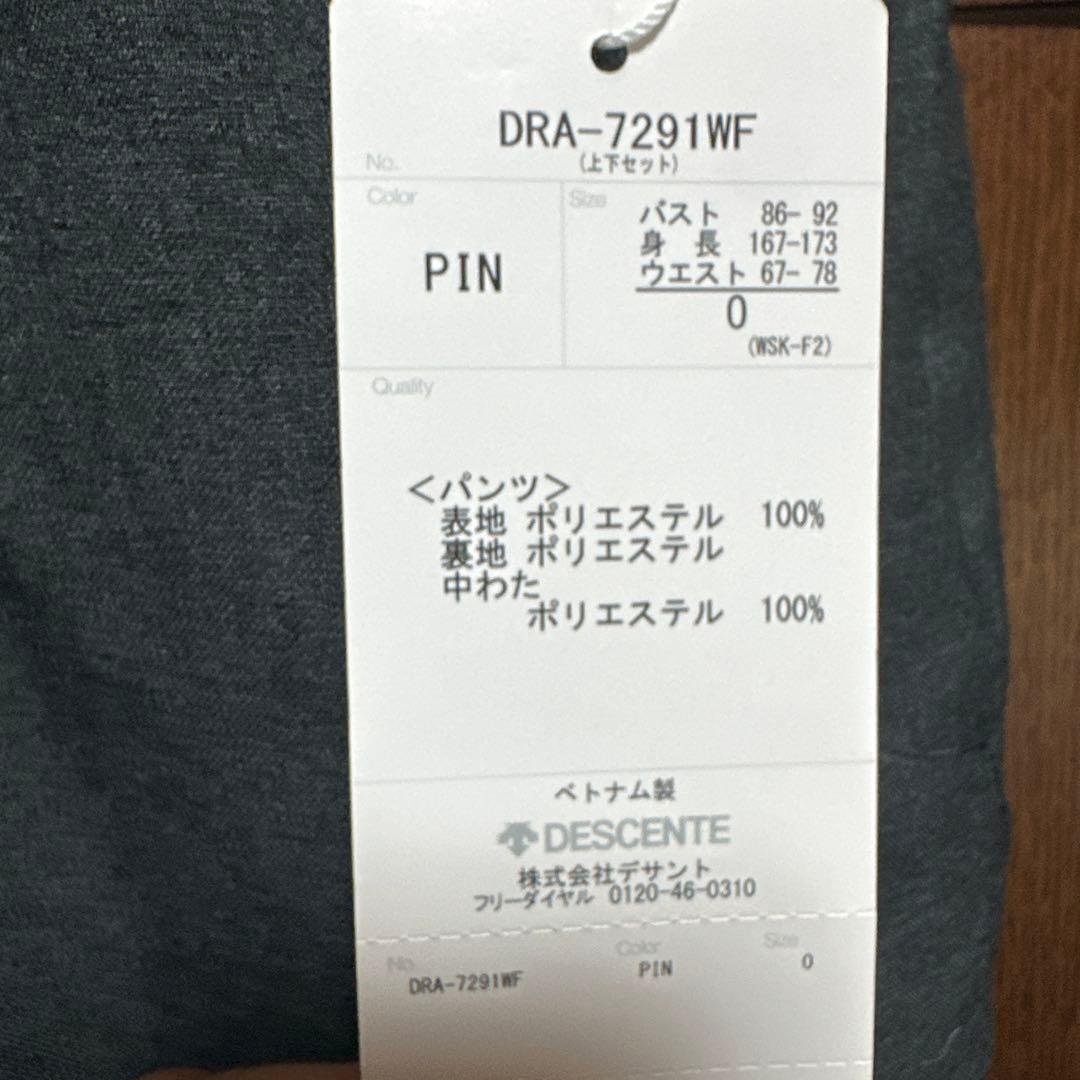 DRA-7291WF
No. (上下セット)
Color Size
バスト 86- 92
身 長 167-173
PIN
ウエスト 67- 78
O
(WSK-F2)
Quality
<パンツ>
表地 ポリエステル 100%
裏地 ポリエステル
中わた
ポリエステル 100%
ベトナム製
DESCENTE
株式会社デサント
フリーダイヤル 0120-46-0310
No. Color Size
DRA-7291WF PIN O